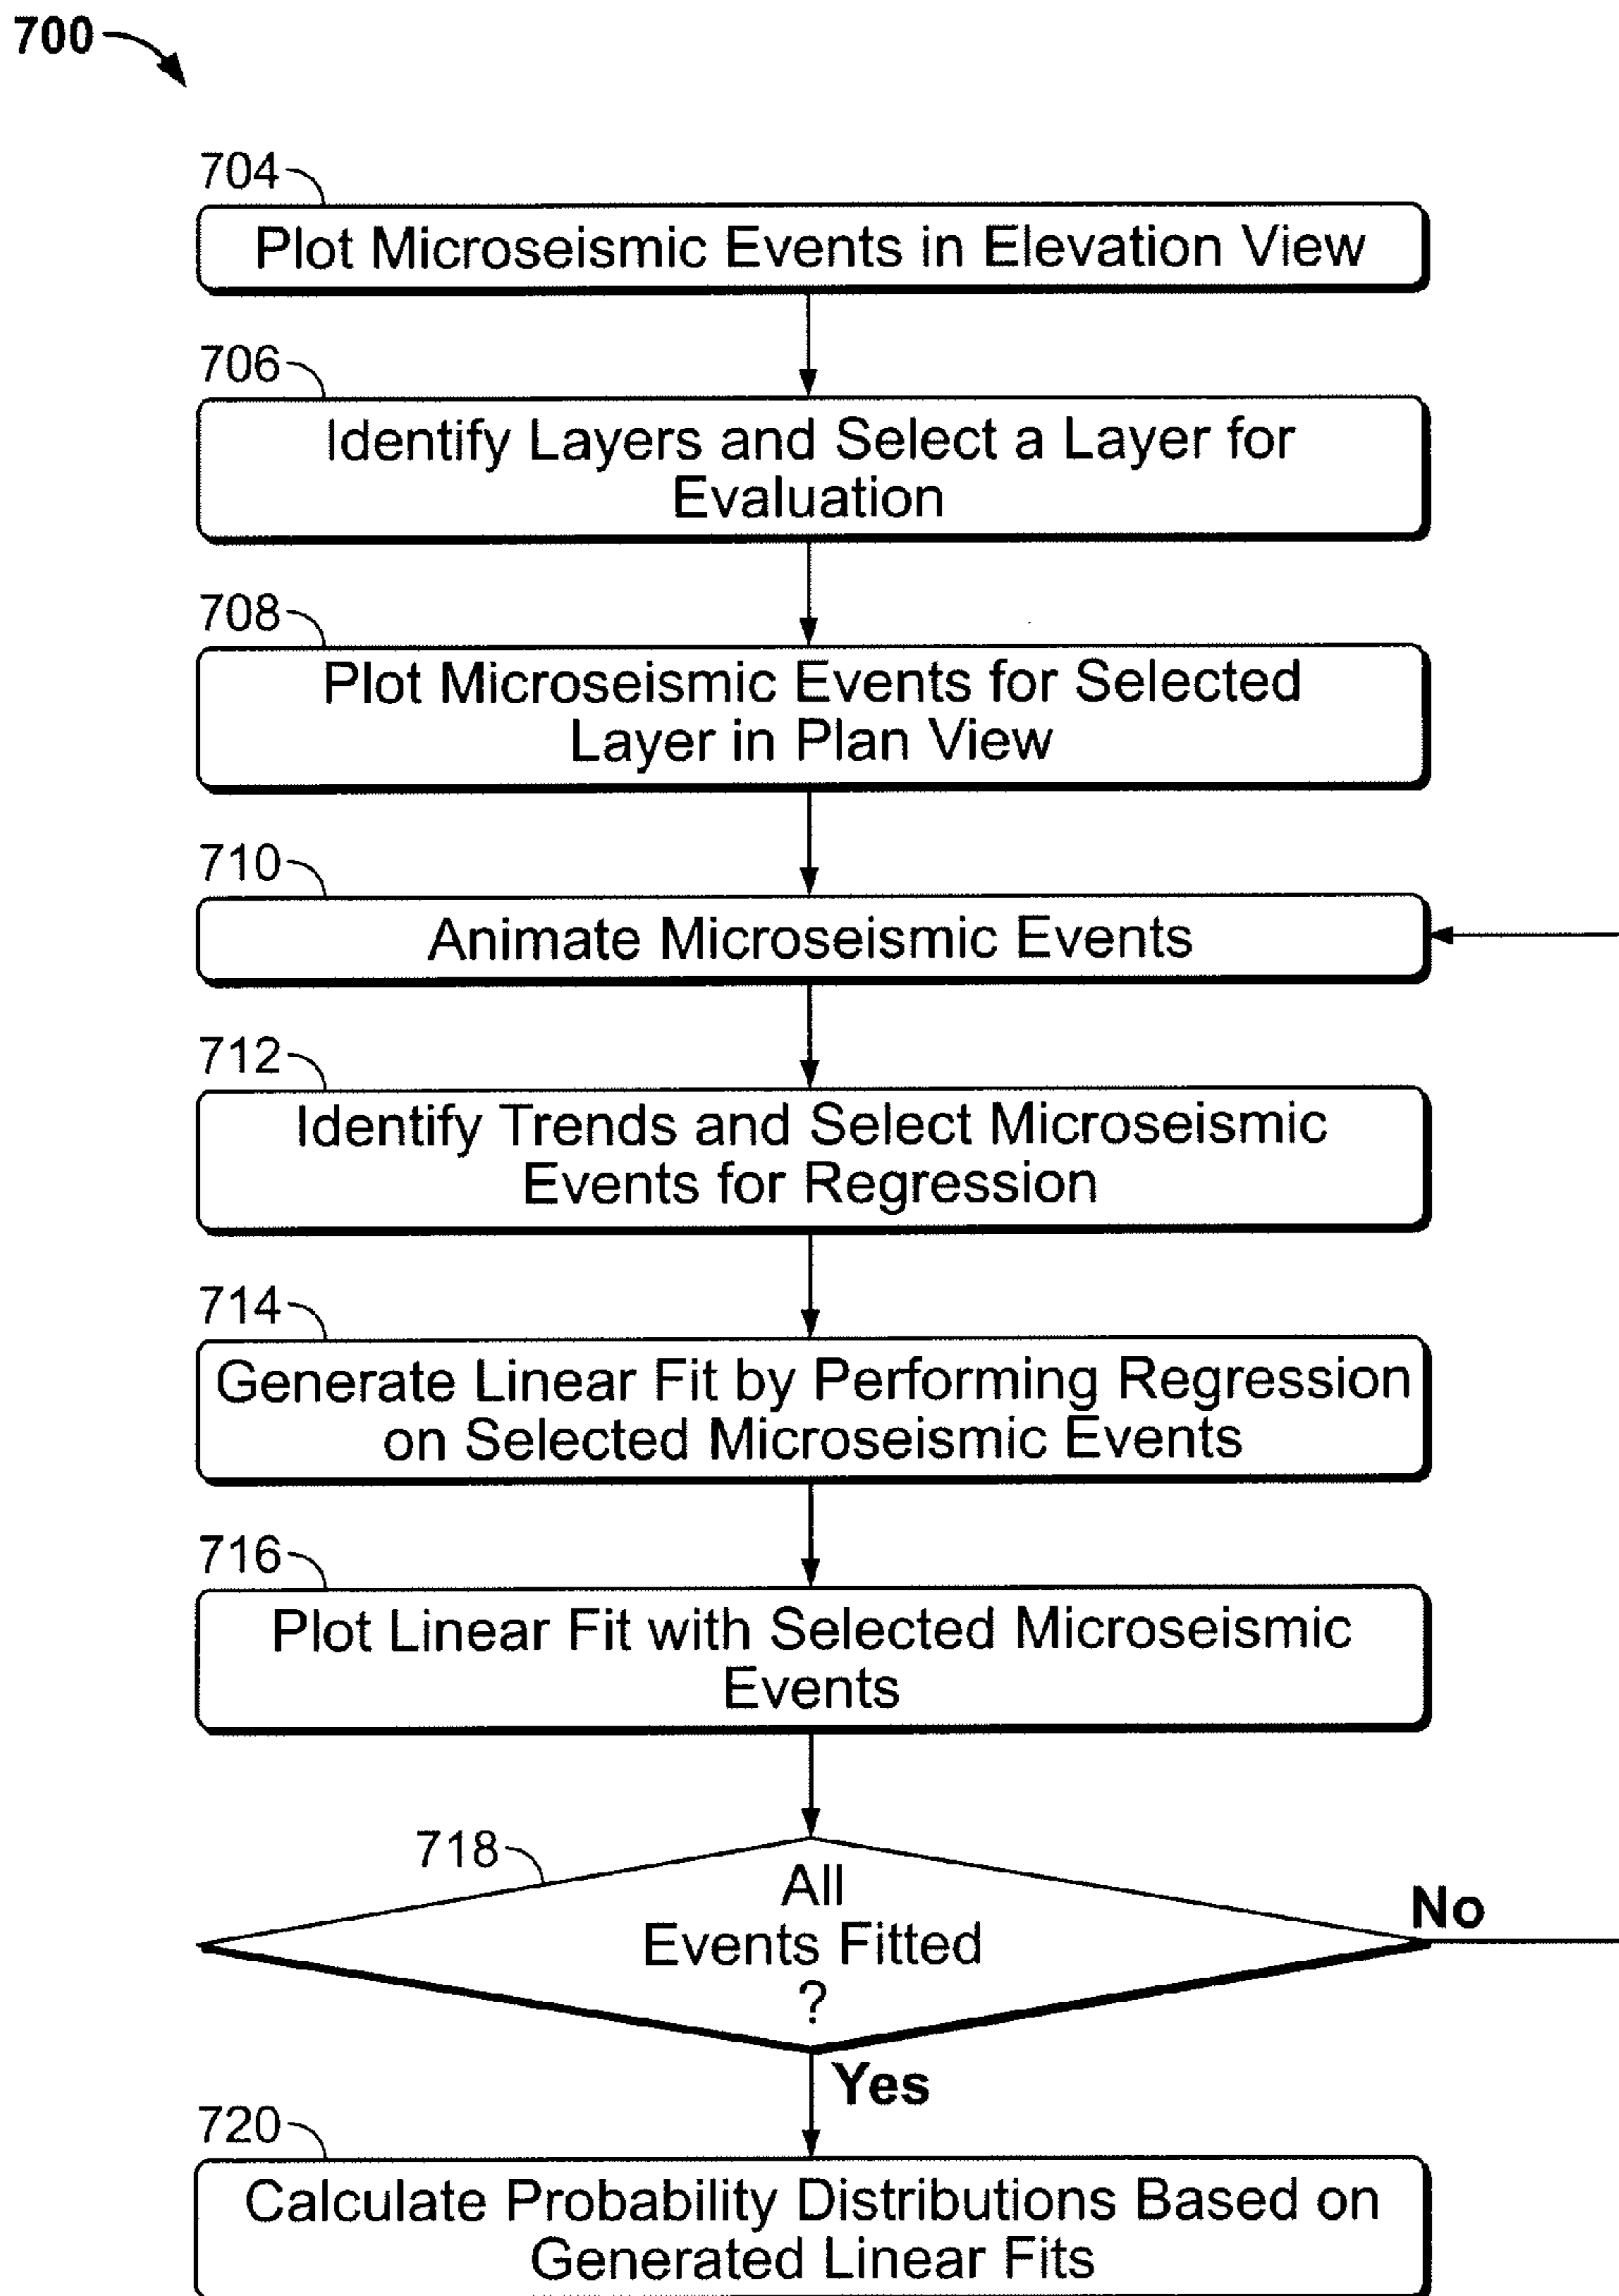 700
704
Plot Microseismic Events in Elevation View
706
Identify Layers and Select a Layer for
Evaluation
708
Plot Microseismic Events for Selected
Layer in Plan View
710
Animate Microseismic Events
712
Identify Trends and Select Microseismic
Events for Regression
714
Generate Linear Fit by Performing Regression
on Selected Microseismic Events
716
Plot Linear Fit with Selected Microseismic
Events
718
All
Events Fitted
?
No
Yes
720
Calculate Probability Distributions Based on
Generated Linear Fits